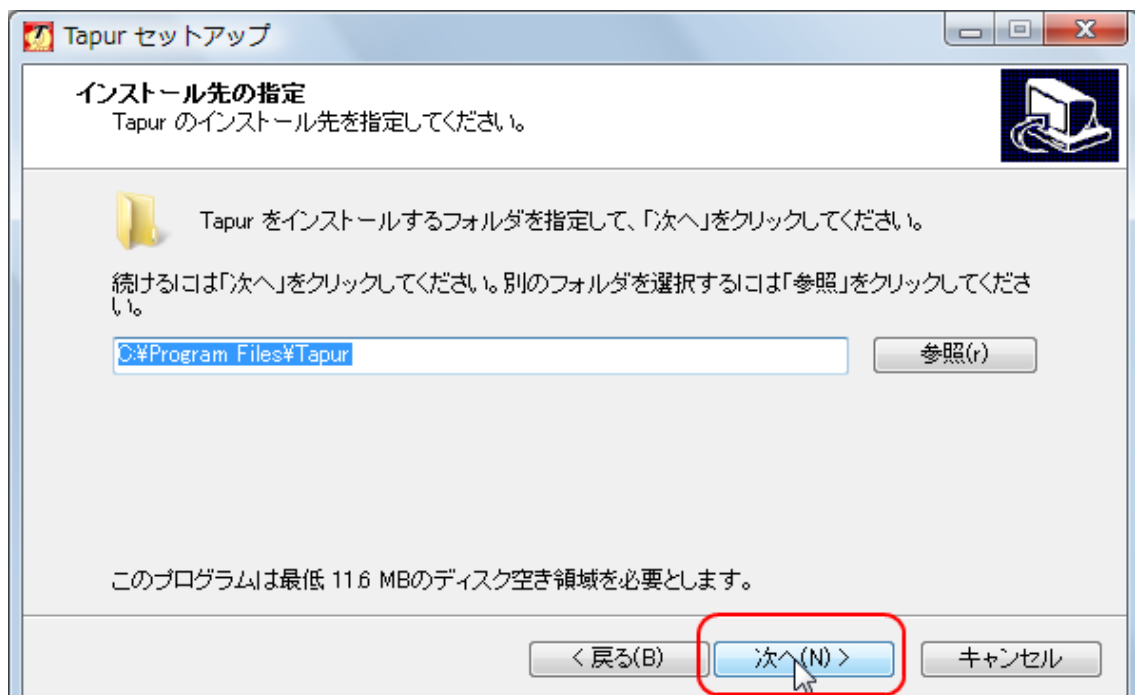 Tapur セットアップ
インストール先の指定
Tapur のインストール先を指定してください。
Tapur をインストールするフォルダを指定して、「次へ」をクリックしてください。
続けるには「次へ」をクリックしてください。別のフォルダを選択するには「参照」をクリックしてくださ
い。
C:¥Program Files¥Tapur
参照(r)
このプログラムは最低 11.6 MBのディスク空き領域を必要とします。
< 戻る(B)
次へ(N) >
キャンセル